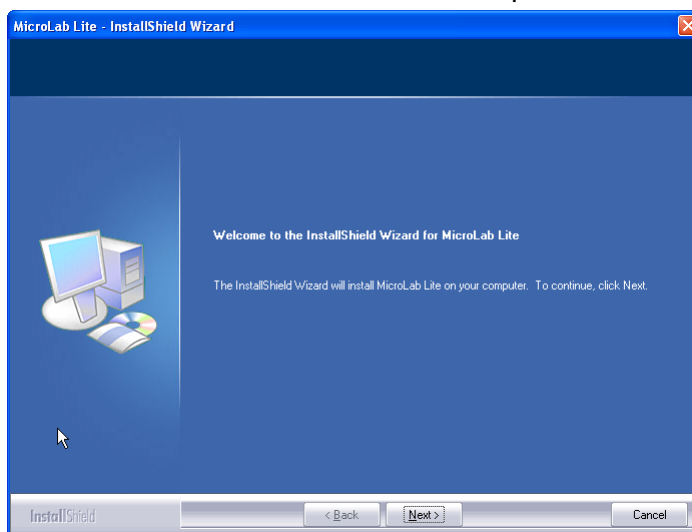 MicroLab Lite - InstallShield Wizard
Welcome to the InstallShield Wizard for MicroLab Lite
The InstallShield Wizard will install MicroLab Lite on your computer. To continue, click Next.
InstallShield
< Back Next > Cancel